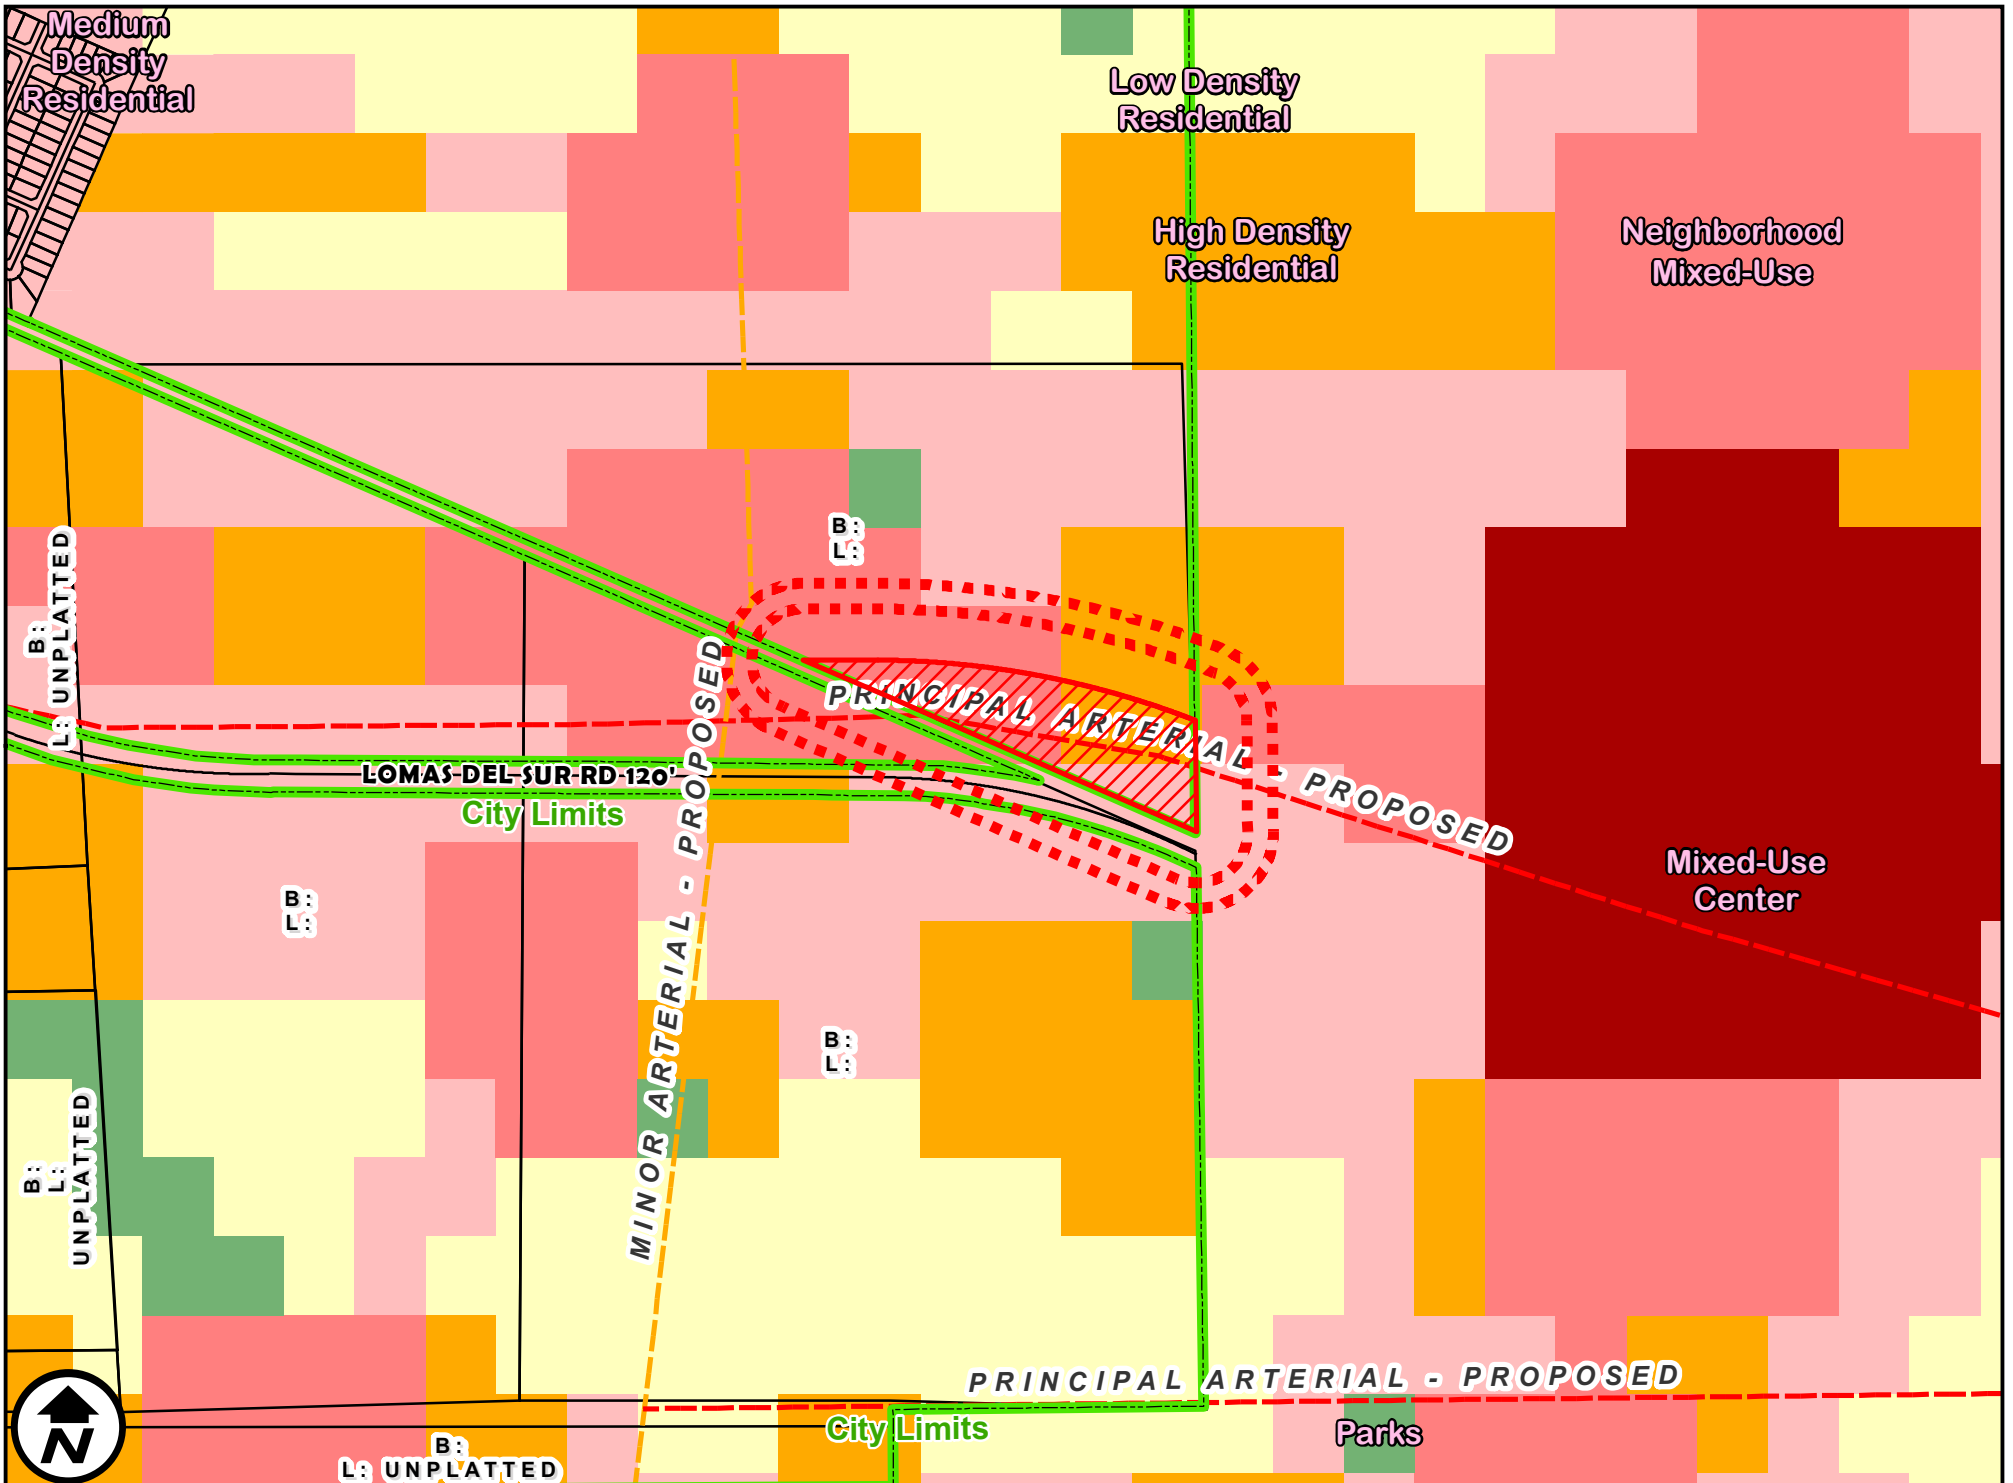 Medium
Density
Residential
Low Density
Residential
High Density
Residential
Neighborhood
Mixed-Use
B:
L:
B:
L: UNPLATTED
MINOR ARTERIAL - PROPOSED
PRINCIPAL ARTERIAL - PROPOSED
LOMAS DEL SUR RD 120'
City Limits
Mixed-Use
Center
B:
L:
B:
L:
B:
L:
UNPLATTED
PRINCIPAL ARTERIAL - PROPOSED
City Limits
Parks
B:
L: UNPLATTED
N